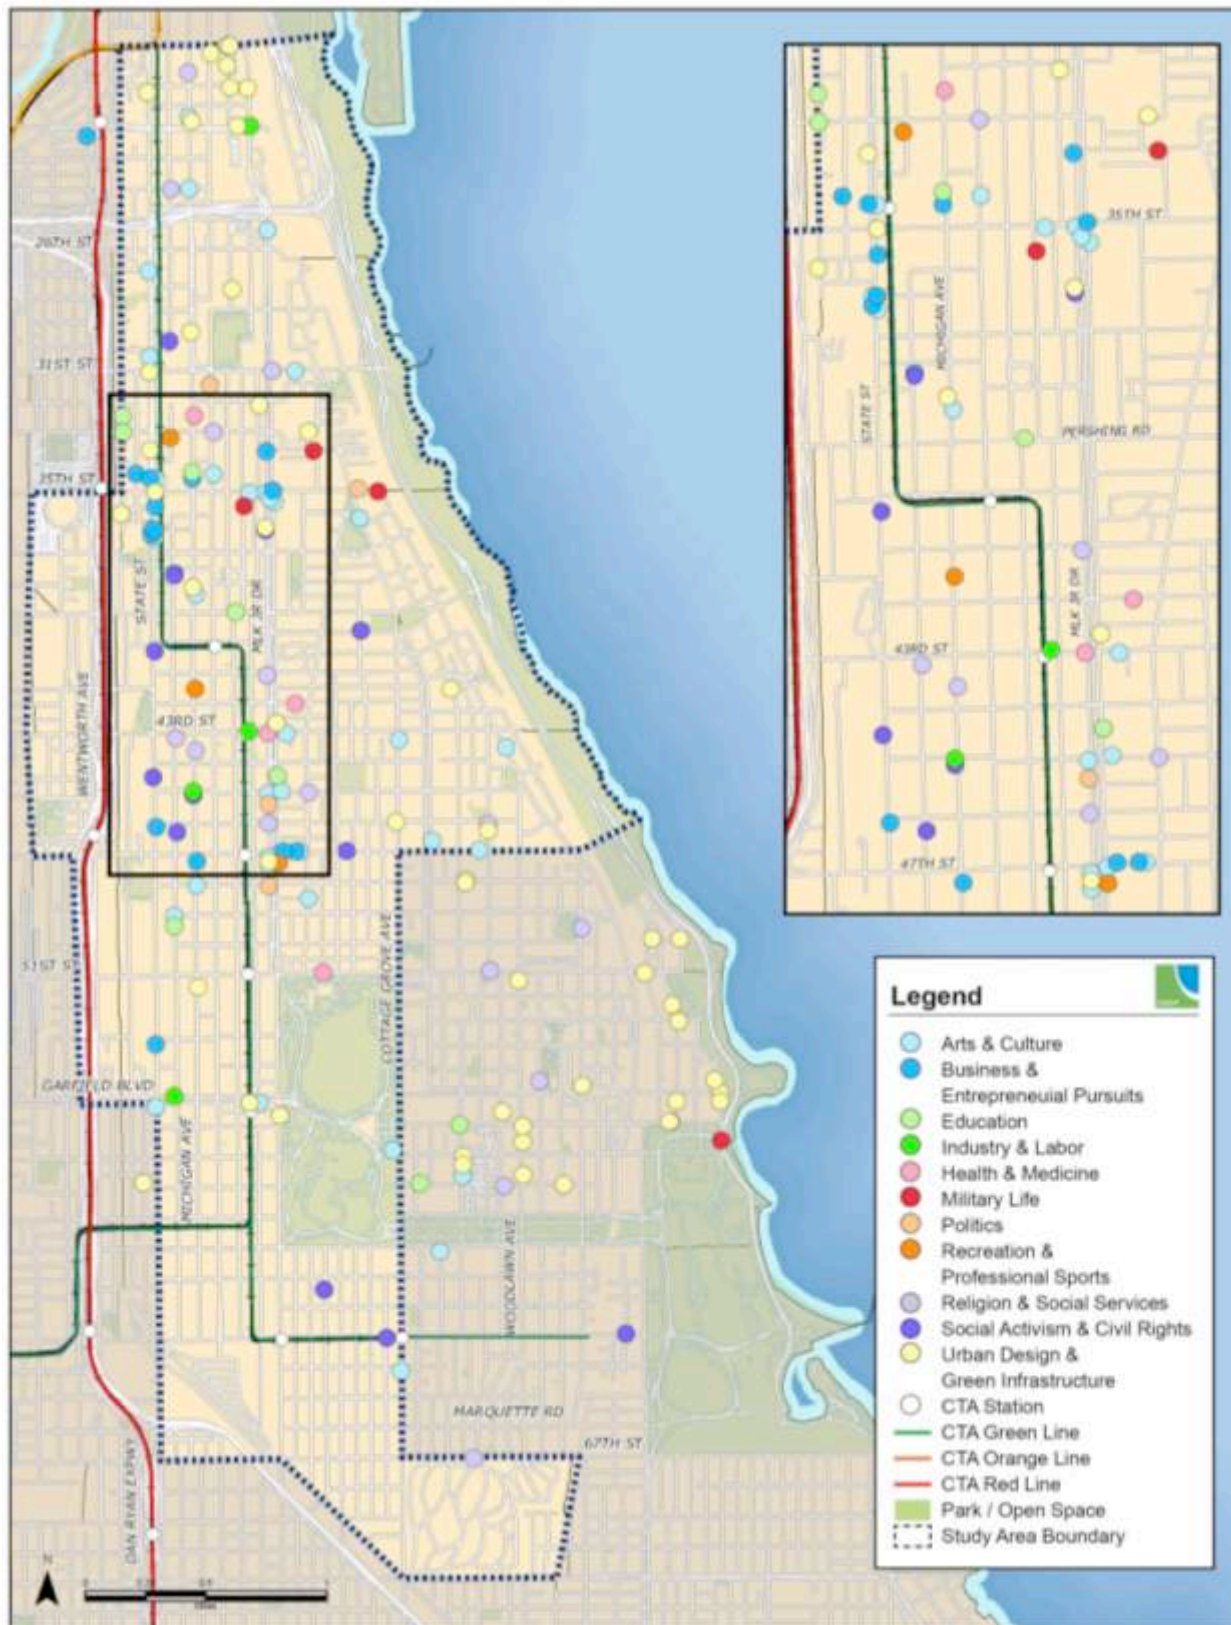 26TH ST
31ST ST
35TH ST
STATE ST
MLK JR DR
WENTWORTH AVE
43RD ST
COTTAGE GROVE AVE
51ST ST
GARFIELD BLVD
MICHIGAN AVE
WOODLAWN AVE
MARQUETTE RD
67TH ST
DAN RYAN EXPWY
N
35TH ST
MICHIGAN AVE
STATE ST
PERSHING RD
MLK JR DR
43RD ST
47TH ST
Legend
Arts & Culture
Business &
Entrepreneuial Pursuits
Education
Industry & Labor
Health & Medicine
Military Life
Politics
Recreation &
Professional Sports
Religion & Social Services
Social Activism & Civil Rights
Urban Design &
Green Infrastructure
CTA Station
CTA Green Line
CTA Orange Line
CTA Red Line
Park / Open Space
Study Area Boundary